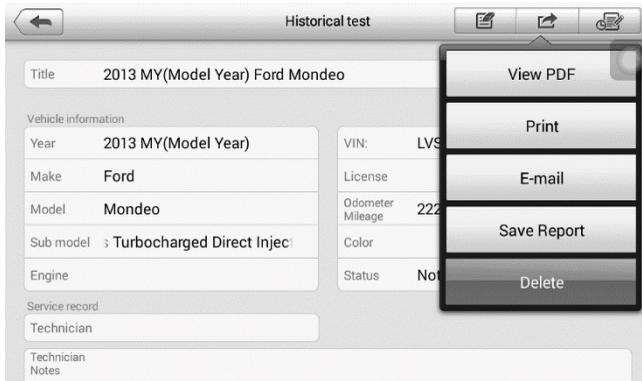 Historical test
View PDF
Title 2013 MY(Model Year) Ford Mondeo
Print
Vehicle information
Year 2013 MY(Model Year)
VIN: LVS
Make Ford
License
E-mail
Model Mondeo
Odometer
Mileage 222
Save Report
Sub model s Turbocharged Direct Inject
Color
Engine
Status Not
Delete
Service record
Technician
Technician
Notes